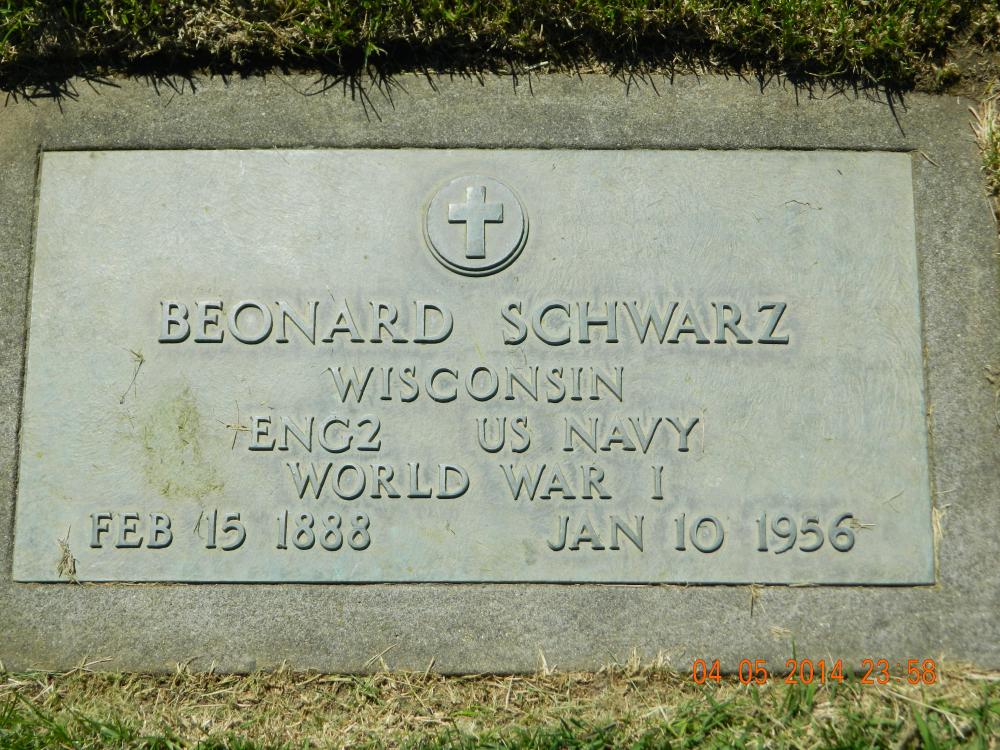 BEONARD SCHWARZ
WISCONSIN
ENG2 US NAVY
WORLD WAR I
FEB 15 1888 JAN 10 1956
04 05 2014 23:58